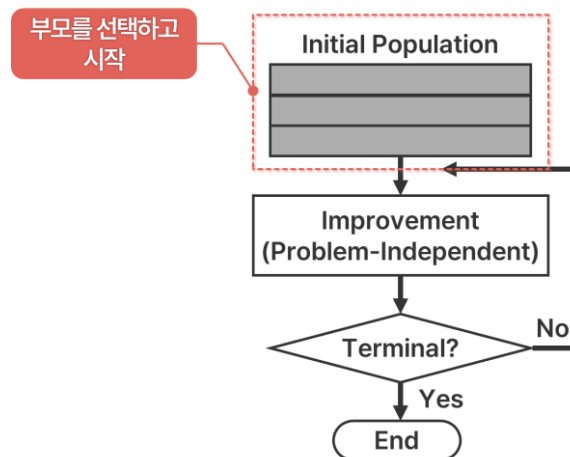 부모를 선택하고
시작
Initial Population
Improvement
(Problem-Independent)
Terminal?
No
Yes
End